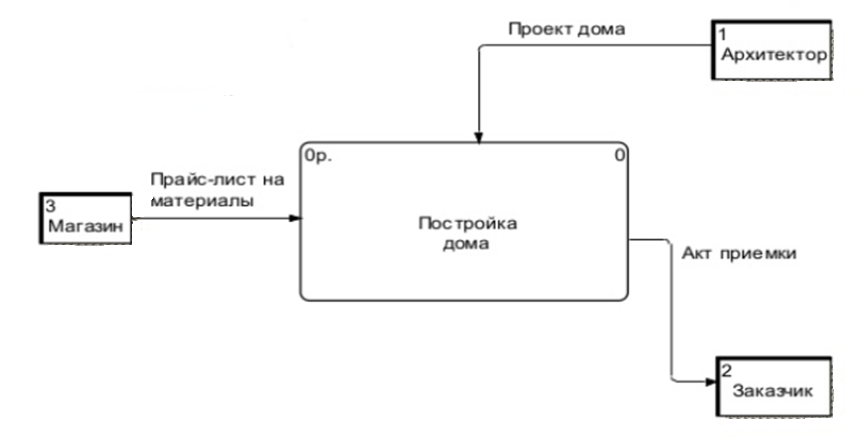 Проект дома
1
Архитектор
0р.
0
Прайс-лист на
материалы
3
Магазин
Постройка
дома
Акт приемки
2
Заказчик